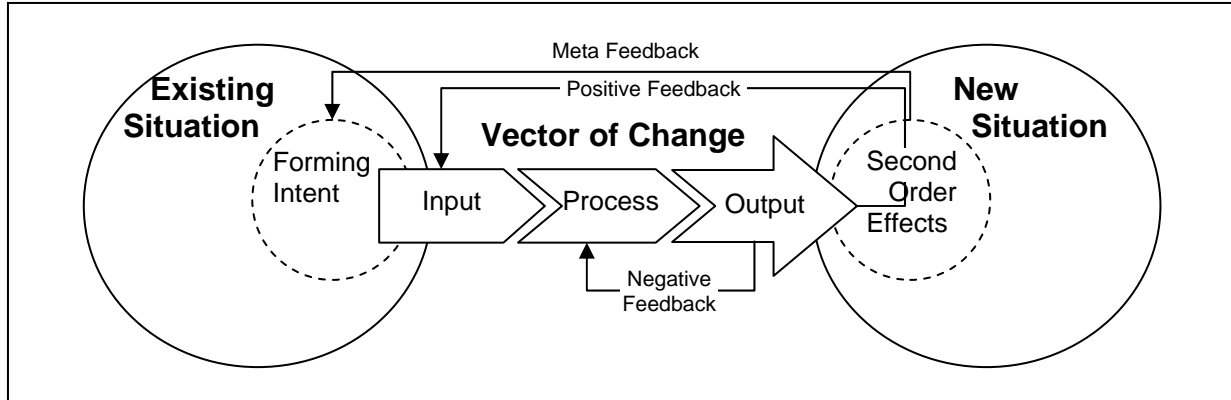 Meta Feedback
Positive Feedback
Existing
Situation
Vector of Change
New
Situation
Forming
Intent
Input
Process
Output
Second
Order
Effects
Negative
Feedback